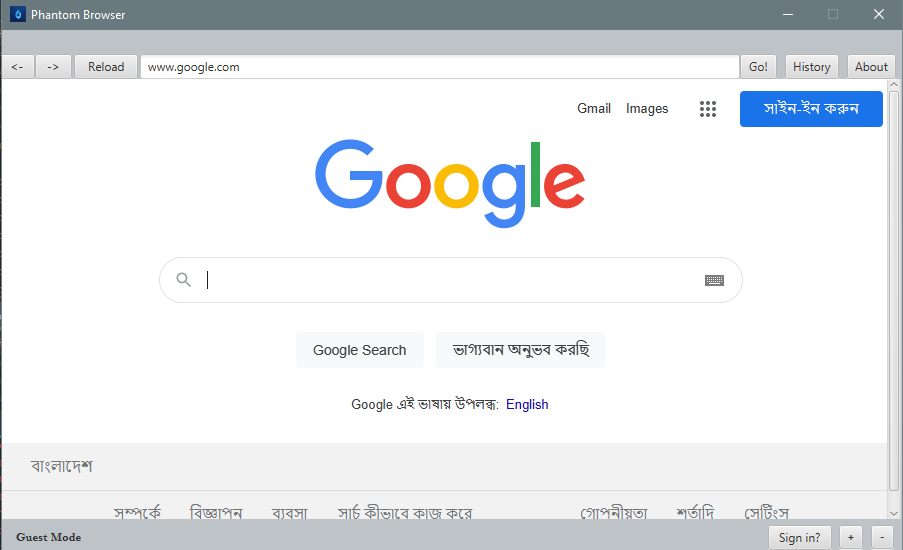 Phantom Browser
<- -> Reload www.google.com Go! History About
Gmail Images সাইন-ইন করুন
Google
Google Search ভাগ্যবান অনুভব করছি
Google এই ভাষায় উপলব্ধ: English
বাংলাদেশ
সম্পর্কে বিজ্ঞাপন ব্যবসা সার্চ কীভাবে কাজ করে গোপনীয়তা শর্তাদি সেটিংস
Guest Mode Sign in? + -